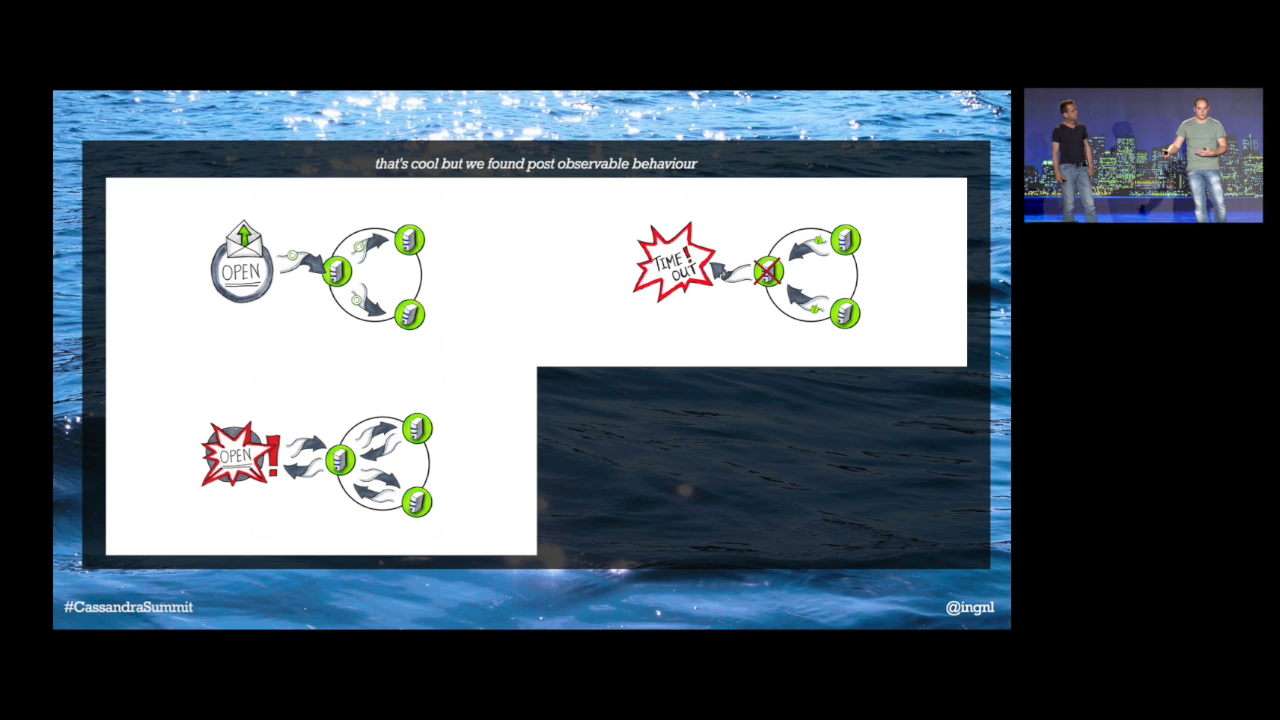 that's cool but we found post observable behaviour
OPEN
TIME!
OUT
OPEN!
#CassandraSummit
@ingnl